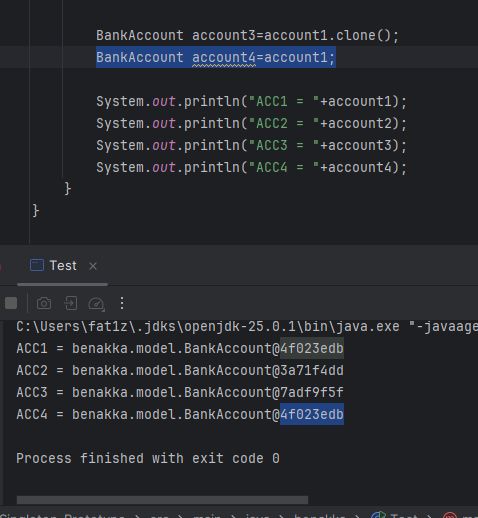 BankAccount account3=account1.clone();
BankAccount account4=account1;
System.out.println("ACC1 = "+account1);
System.out.println("ACC2 = "+account2);
System.out.println("ACC3 = "+account3);
System.out.println("ACC4 = "+account4);
}
}
Test ×
C:\Users\fat1z\.jdks\openjdk-25.0.1\bin\java.exe "-javaage
ACC1 = benakka.model.BankAccount@4f023edb
ACC2 = benakka.model.BankAccount@3a71f4dd
ACC3 = benakka.model.BankAccount@7adf9f5f
ACC4 = benakka.model.BankAccount@4f023edb
Process finished with exit code 0